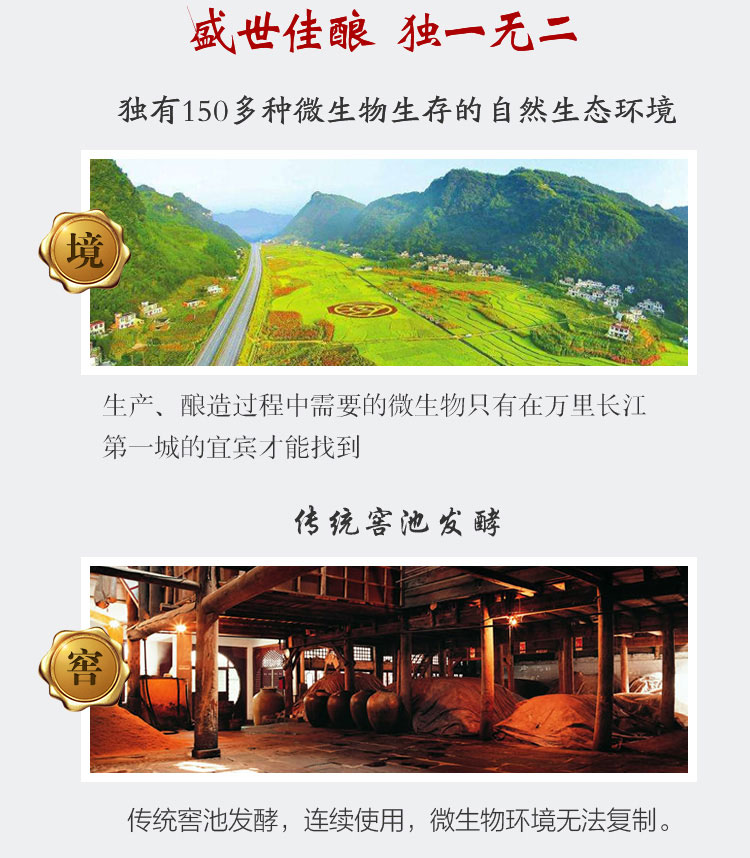 盛世佳酿 独一无二
独有150多种微生物生存的自然生态环境
境
生产、酿造过程中需要的微生物只有在万里长江
第一城的宜宾才能找到
传统窖池发酵
窖
传统窖池发酵，连续使用，微生物环境无法复制。